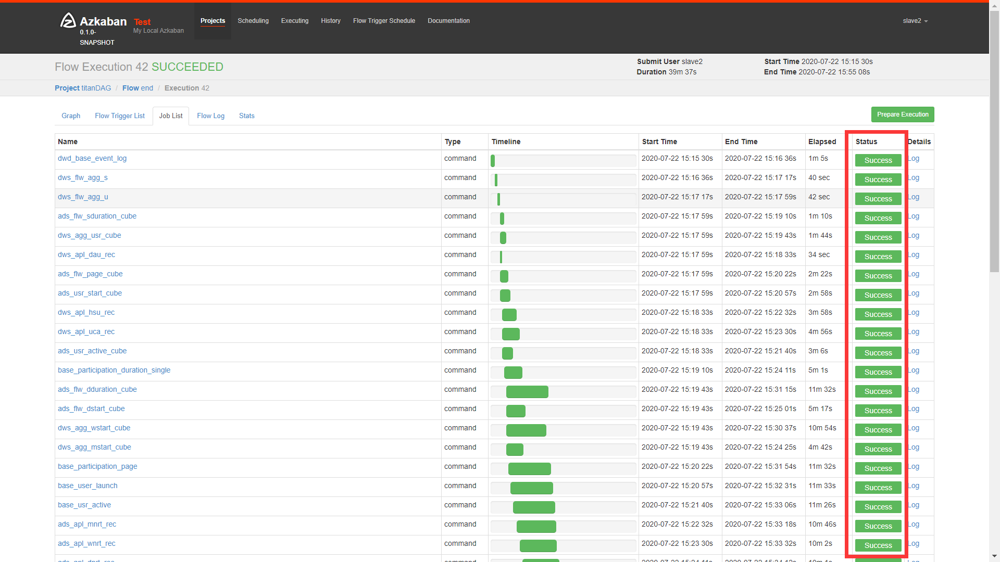 Azkaban
0.1.0-
SNAPSHOT
Test
My Local Azkaban
Projects Scheduling Executing History Flow Trigger Schedule Documentation slave2
Flow Execution 42 SUCCEEDED
Submit User slave2
Duration 39m 37s
Start Time 2020-07-22 15:15 30s
End Time 2020-07-22 15:55 08s
Project titanDAG / Flow end / Execution 42
Graph Flow Trigger List Job List Flow Log Stats Prepare Execution
Name Type Timeline Start Time End Time Elapsed Status Details
dwd_base_event_log command 2020-07-22 15:15 30s 2020-07-22 15:16 36s 1m 5s Success Log
dws_flw_agg_s command 2020-07-22 15:16 36s 2020-07-22 15:17 17s 40 sec Success Log
dws_flw_agg_u command 2020-07-22 15:17 17s 2020-07-22 15:17 59s 42 sec Success Log
ads_flw_sduration_cube command 2020-07-22 15:17 59s 2020-07-22 15:19 10s 1m 10s Success Log
dws_agg_usr_cube command 2020-07-22 15:17 59s 2020-07-22 15:19 43s 1m 44s Success Log
dws_apl_dau_rec command 2020-07-22 15:17 59s 2020-07-22 15:18 33s 34 sec Success Log
ads_flw_page_cube command 2020-07-22 15:17 59s 2020-07-22 15:20 22s 2m 22s Success Log
ads_usr_start_cube command 2020-07-22 15:17 59s 2020-07-22 15:20 57s 2m 58s Success Log
dws_apl_hsu_rec command 2020-07-22 15:18 33s 2020-07-22 15:22 32s 3m 58s Success Log
dws_apl_uca_rec command 2020-07-22 15:18 33s 2020-07-22 15:23 30s 4m 56s Success Log
ads_usr_active_cube command 2020-07-22 15:18 33s 2020-07-22 15:21 40s 3m 6s Success Log
base_participation_duration_single command 2020-07-22 15:19 10s 2020-07-22 15:24 11s 5m 1s Success Log
ads_flw_dduration_cube command 2020-07-22 15:19 43s 2020-07-22 15:31 15s 11m 32s Success Log
ads_flw_dstart_cube command 2020-07-22 15:19 43s 2020-07-22 15:25 01s 5m 17s Success Log
dws_agg_wstart_cube command 2020-07-22 15:19 43s 2020-07-22 15:30 37s 10m 54s Success Log
dws_agg_mstart_cube command 2020-07-22 15:19 43s 2020-07-22 15:24 25s 4m 42s Success Log
base_participation_page command 2020-07-22 15:20 22s 2020-07-22 15:31 54s 11m 32s Success Log
base_user_launch command 2020-07-22 15:20 57s 2020-07-22 15:32 31s 11m 33s Success Log
base_usr_active command 2020-07-22 15:21 40s 2020-07-22 15:33 06s 11m 26s Success Log
ads_apl_mnrt_rec command 2020-07-22 15:22 32s 2020-07-22 15:33 18s 10m 46s Success Log
ads_apl_wnrt_rec command 2020-07-22 15:23 30s 2020-07-22 15:33 32s 10m 2s Success Log